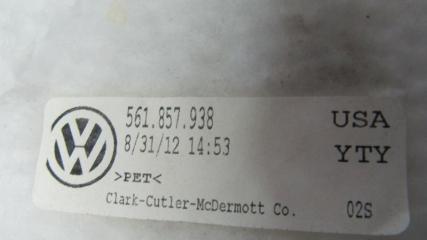 561.857.938 USA
8/31/12 14:53 YTY
>PET<
Clark-Cutler-McDermott Co. 02S